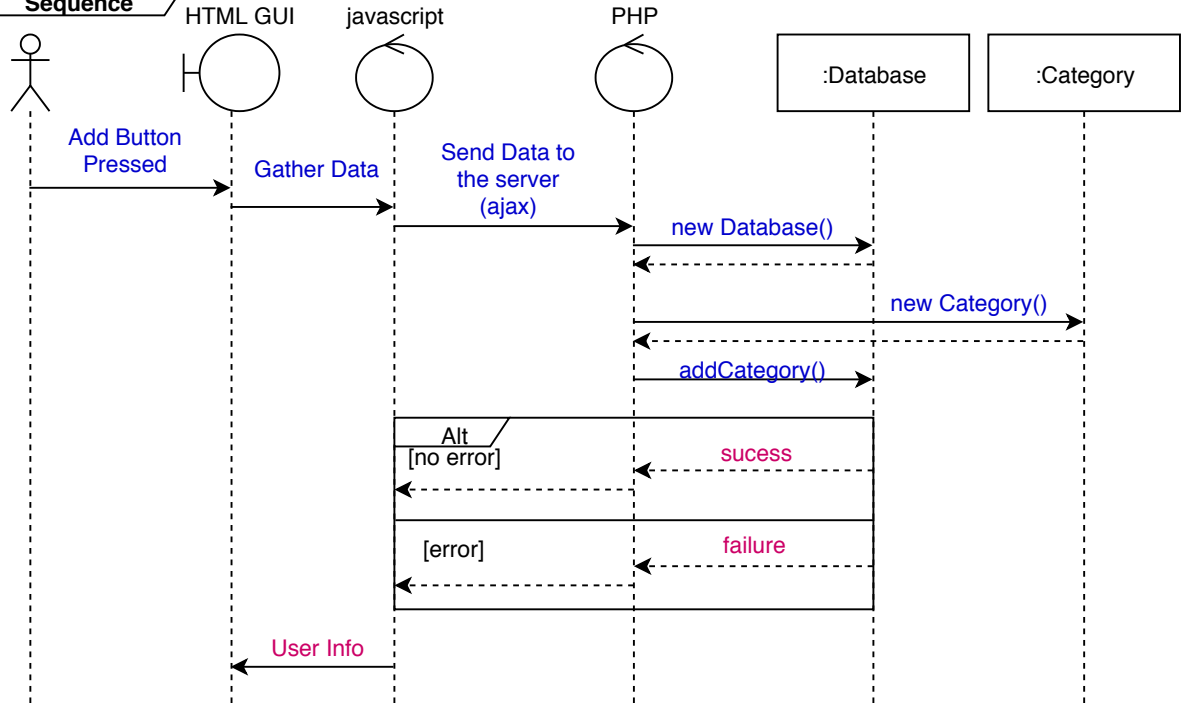 Sequence
HTML GUI
javascript
PHP
:Database
:Category
Add Button
Pressed
Gather Data
Send Data to
the server
(ajax)
new Database()
new Category()
addCategory()
Alt
[no error]
sucess
[error]
failure
User Info